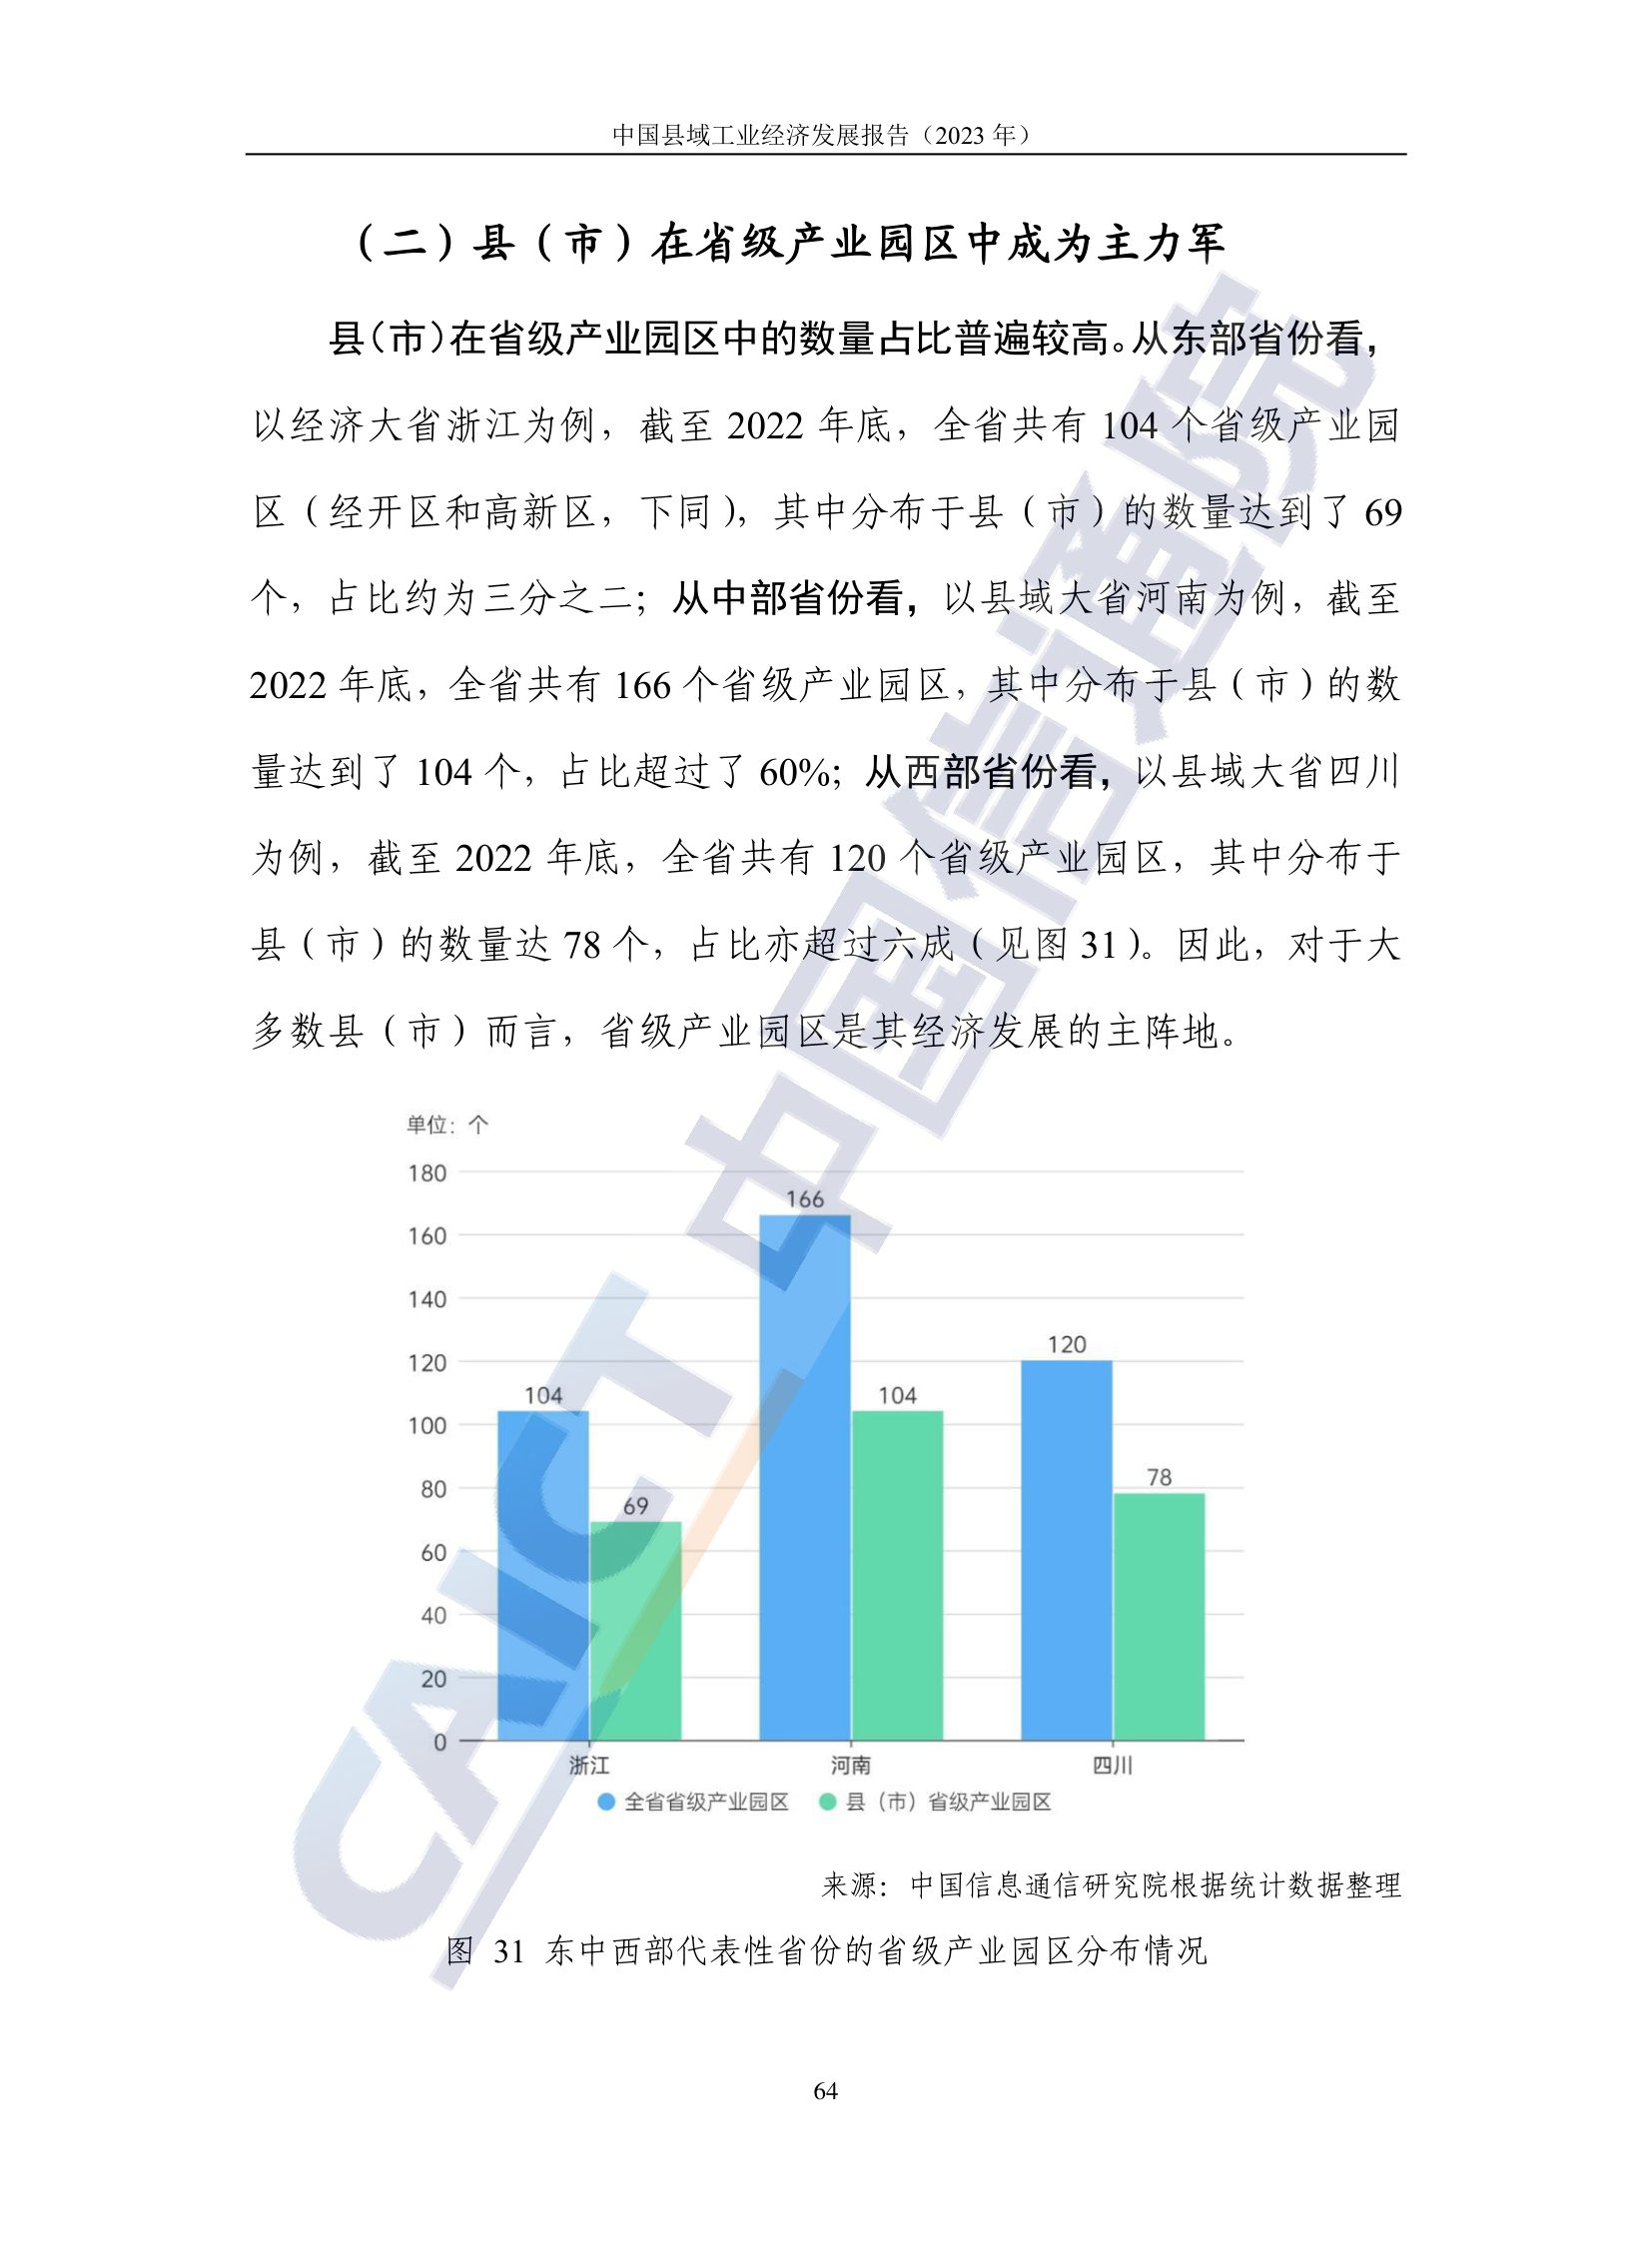 中国县域工业经济发展报告（2023 年）
（二）县（市）在省级产业园区中成为主力军
县（市）在省级产业园区中的数量占比普遍较高。从东部省份看，
以经济大省浙江为例，截至 2022 年底，全省共有 104 个省级产业园
区（经开区和高新区，下同），其中分布于县（市）的数量达到了 69
个，占比约为三分之二；从中部省份看，以县域大省河南为例，截至
2022 年底，全省共有 166 个省级产业园区，其中分布于县（市）的数
量达到了 104 个，占比超过了 60%；从西部省份看，以县域大省四川
为例，截至 2022 年底，全省共有 120 个省级产业园区，其中分布于
县（市）的数量达 78 个，占比亦超过六成（见图 31）。因此，对于大
多数县（市）而言，省级产业园区是其经济发展的主阵地。
单位：个
180
166
160
140
120
120
104
104
100
80
78
69
60
40
20
0
浙江 河南 四川
全省省级产业园区 县（市）省级产业园区
来源：中国信息通信研究院根据统计数据整理
图 31 东中西部代表性省份的省级产业园区分布情况
64
CAICT 中国信通院